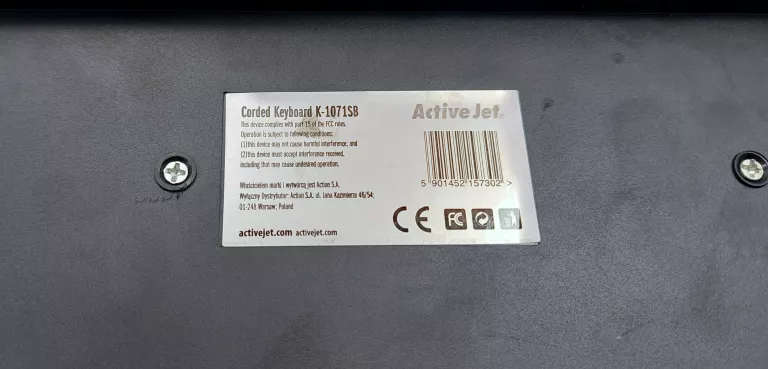 Corded Keyboard K-1071SB
This device complies with part 15 of the FCC rules.
Operation is subject to following conditions:
(1)this device may not cause harmful interference, and
(2)this device must accept interference received,
including that may cause undesired operation.
Właścicielem marki i wytwórcą jest Action S.A.
Wyłączny Dystrybutor: Action S.A. ul. Jana Kazimierza 46/54;
01-248 Warsaw, Poland
activejet.com activejet.com
ActiveJet
5 901452 157302 >
CE FC